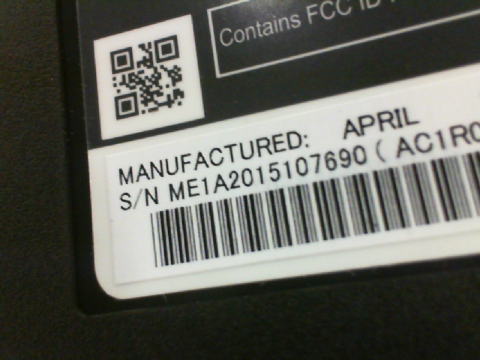 Contains FCC ID
MANUFACTURED: APRIL
S/N ME1A2015107690 ( AC1R0